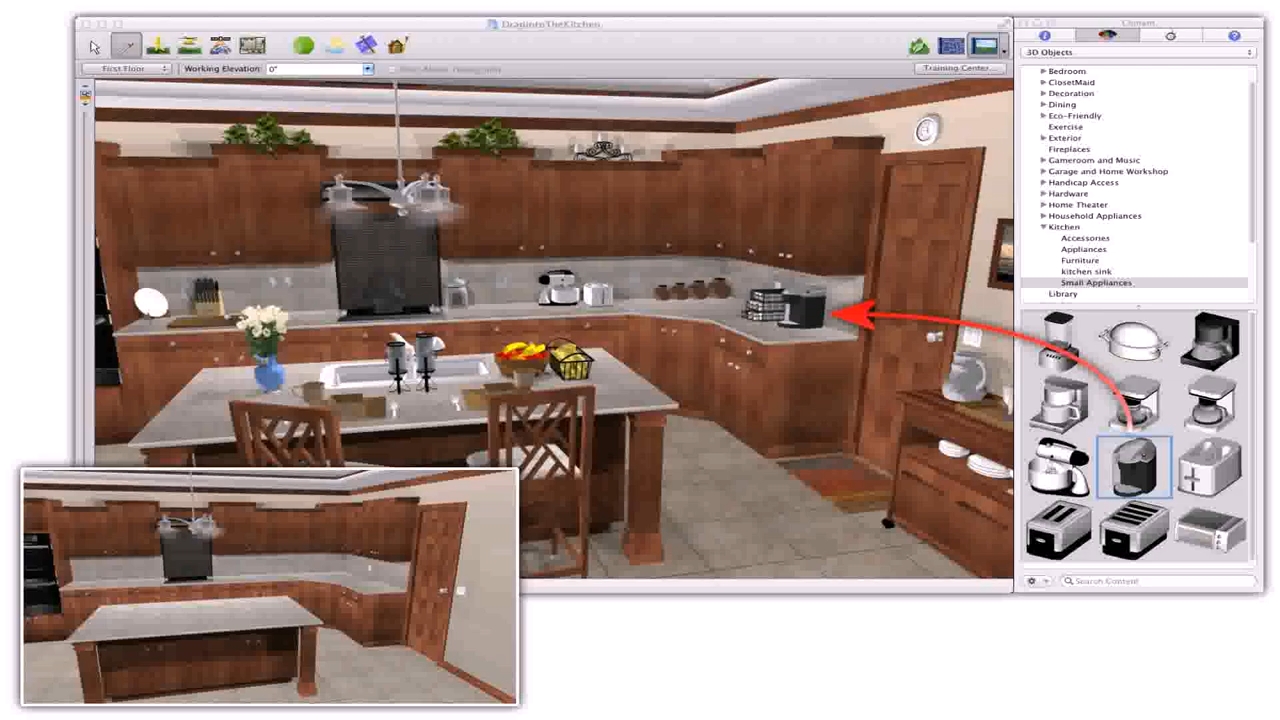 DragIntoTheKitchen
First Floor
Working Elevation: 0"
Training Center...
3D Objects
Bedroom
ClosetMaid
Decoration
Dining
Eco-Friendly
Exercise
Exterior
Fireplaces
Gameroom and Music
Garage and Home Workshop
Handicap Access
Hardware
Home Theater
Household Appliances
Kitchen
Accessories
Appliances
Furniture
kitchen sink
Small Appliances
Library
Search Content